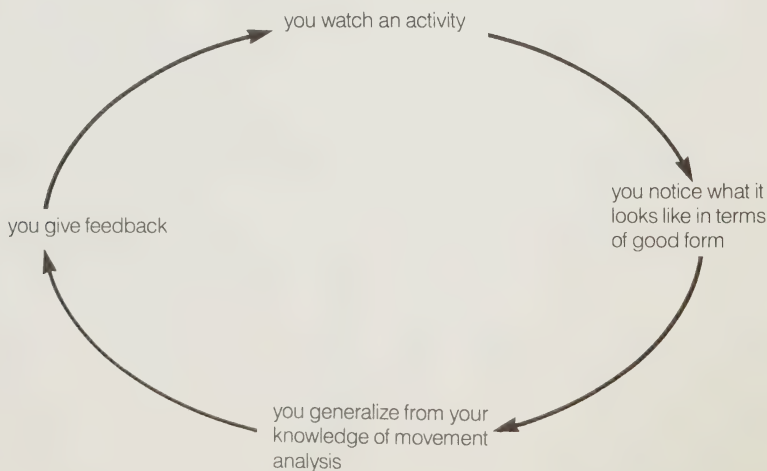 you watch an activity
you notice what it
looks like in terms
of good form
you generalize from your
knowledge of movement
analysis
you give feedback